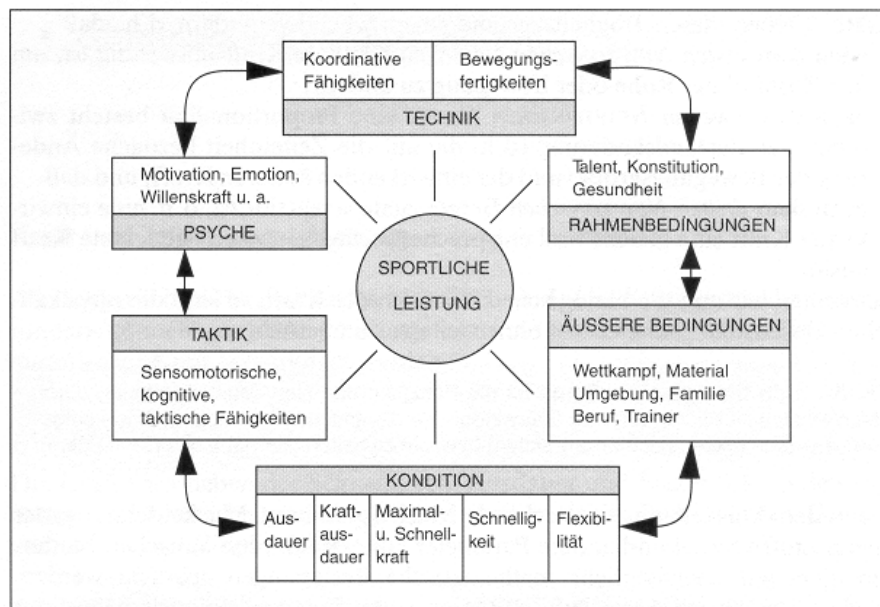 Koordinative
Fähigkeiten
Bewegungs-
fertigkeiten
TECHNIK
Motivation, Emotion,
Willenskraft u. a.
PSYCHE
Talent, Konstitution,
Gesundheit
RAHMENBEDINGUNGEN
SPORTLICHE
LEISTUNG
TAKTIK
Sensomotorische,
kognitive,
taktische Fähigkeiten
ÄUSSERE BEDINGUNGEN
Wettkampf, Material
Umgebung, Familie
Beruf, Trainer
KONDITION
Aus-
dauer
Kraft-
aus-
dauer
Maximal-
u. Schnell-
kraft
Schnellig-
keit
Flexibi-
lität